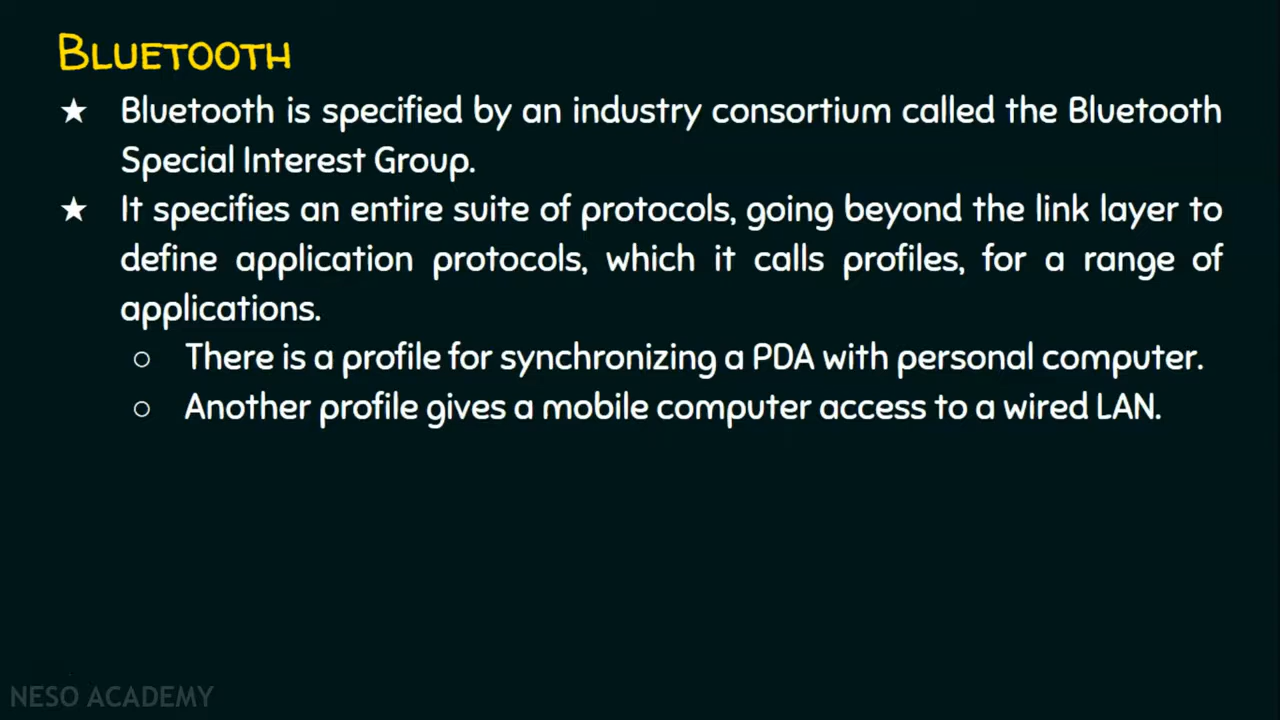 BLUETOOTH
★ Bluetooth is specified by an industry consortium called the Bluetooth
Special Interest Group.
★ It specifies an entire suite of protocols, going beyond the link layer to
define application protocols, which it calls profiles, for a range of
applications.
○ There is a profile for synchronizing a PDA with personal computer.
○ Another profile gives a mobile computer access to a wired LAN.
NESO ACADEMY